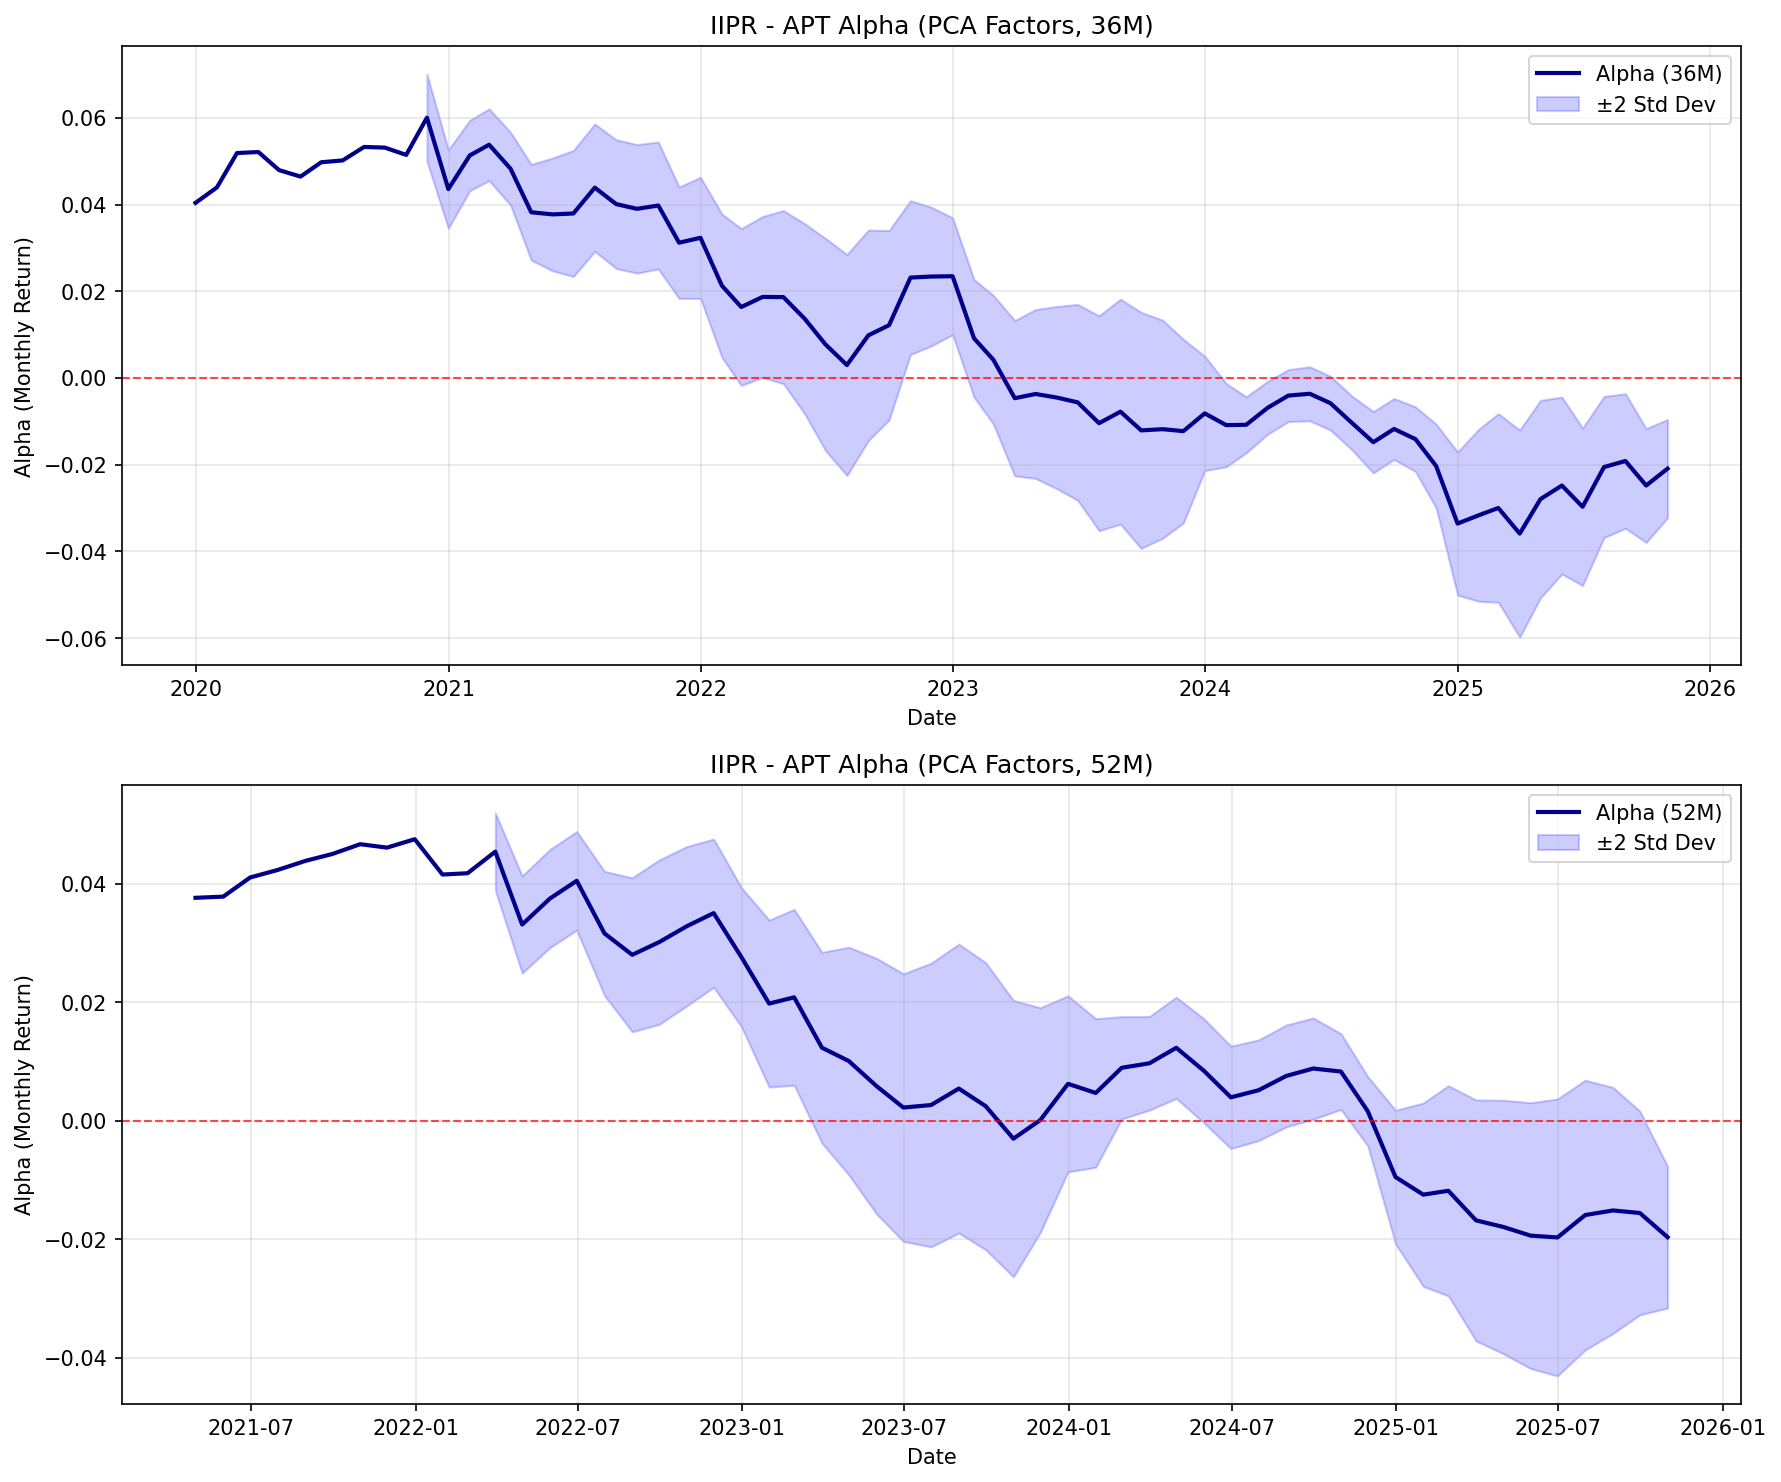 IIPR - APT Alpha (PCA Factors, 36M)
Alpha (36M)
±2 Std Dev
Alpha (Monthly Return)
0.06
0.04
0.02
0.00
−0.02
−0.04
−0.06
2020 2021 2022 2023 2024 2025 2026
Date
IIPR - APT Alpha (PCA Factors, 52M)
Alpha (52M)
±2 Std Dev
Alpha (Monthly Return)
0.04
0.02
0.00
−0.02
−0.04
2021-07 2022-01 2022-07 2023-01 2023-07 2024-01 2024-07 2025-01 2025-07 2026-01
Date